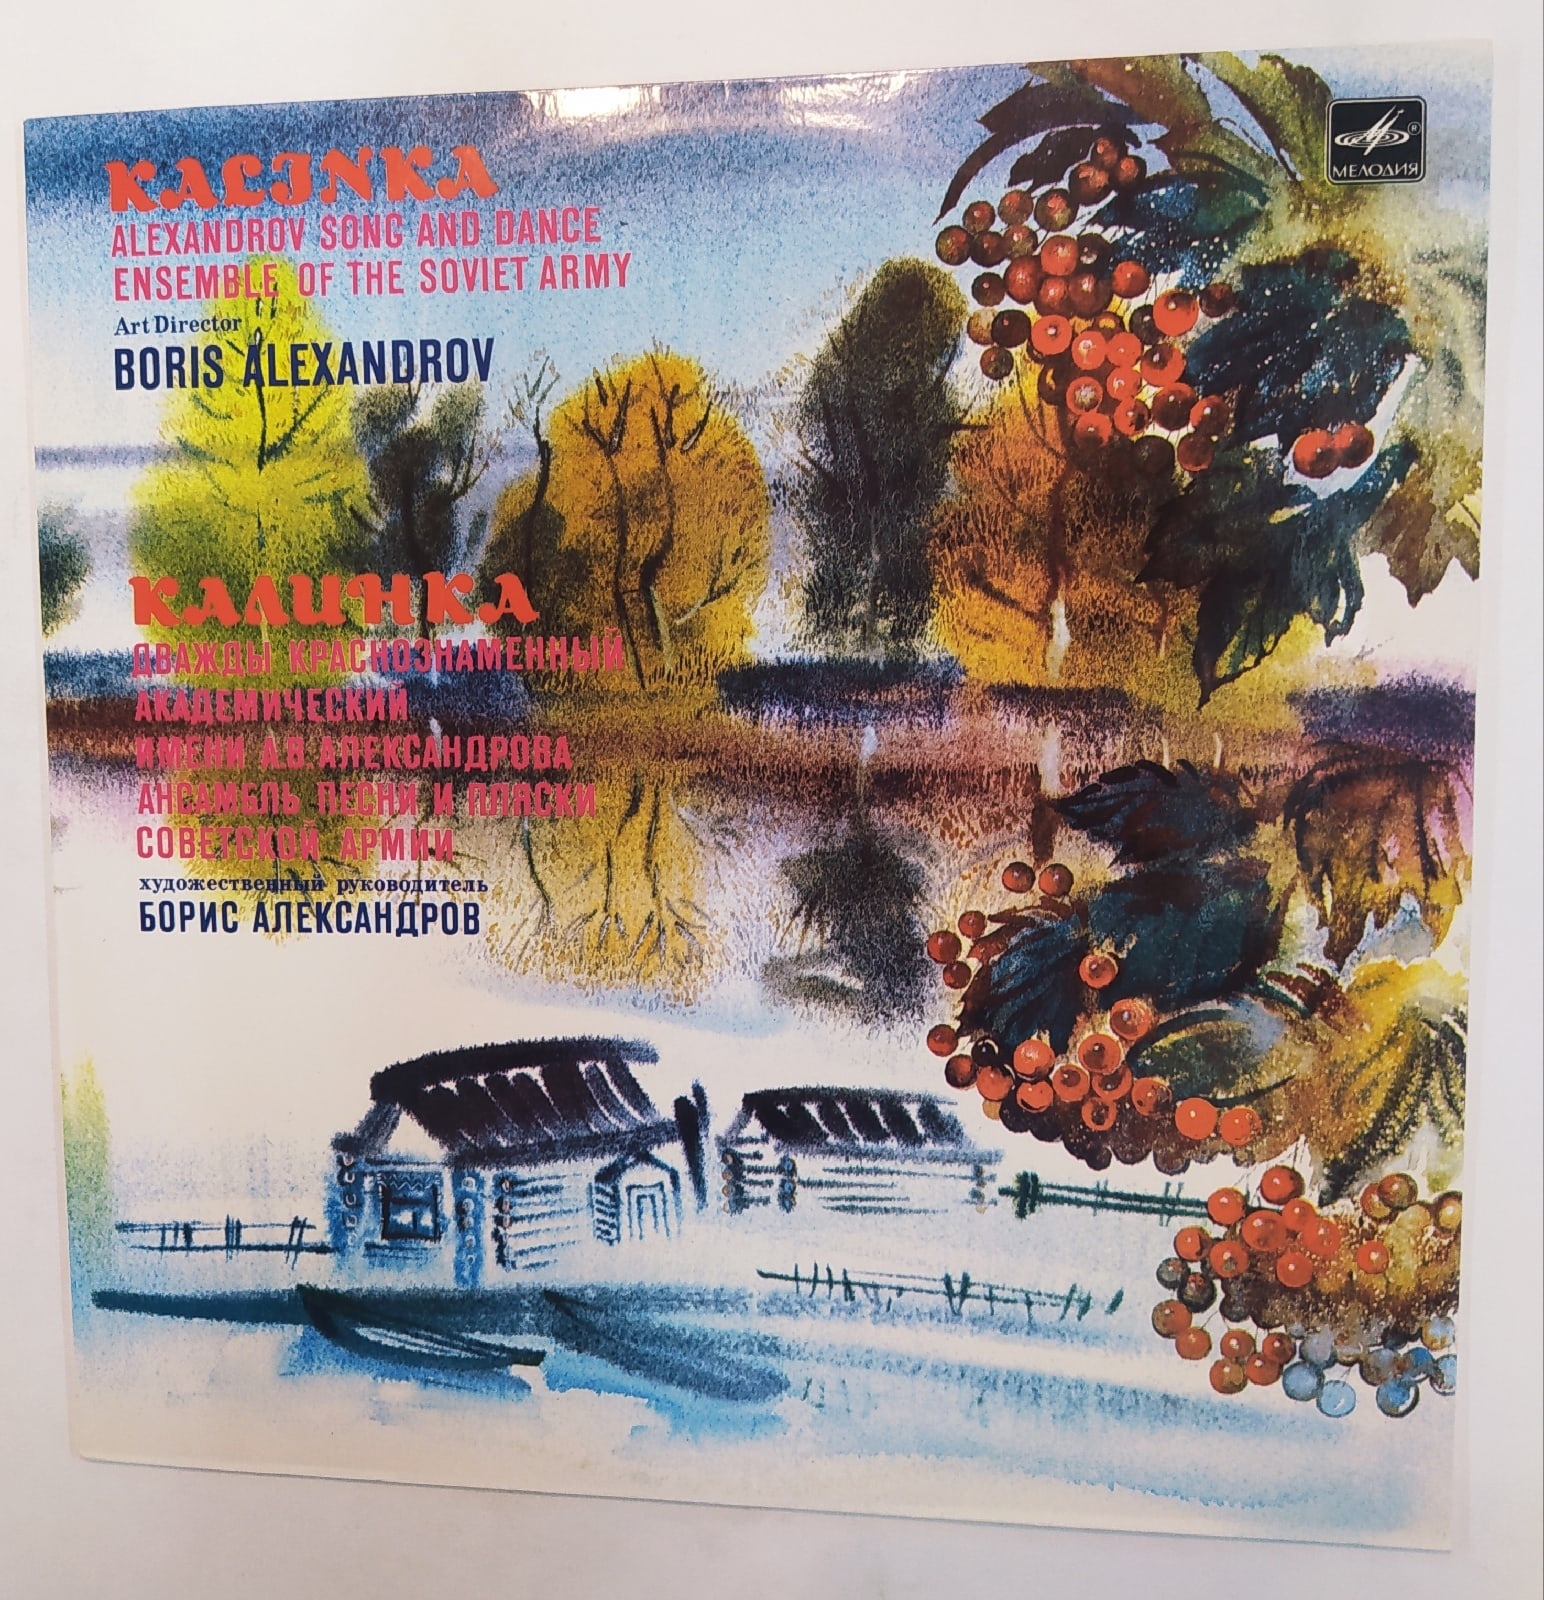 KALINKA
ALEXANDROV SONG AND DANCE
ENSEMBLE OF THE SOVIET ARMY
Art Director
BORIS ALEXANDROV
МЕЛОДИЯ ®
КАЛИНКА
ДВАЖДЫ КРАСНОЗНАМЕННЫЙ
АКАДЕМИЧЕСКИЙ
ИМЕНИ А.В. АЛЕКСАНДРОВА
АНСАМБЛЬ ПЕСНИ И ПЛЯСКИ
СОВЕТСКОЙ АРМИИ
художественный руководитель
БОРИС АЛЕКСАНДРОВ